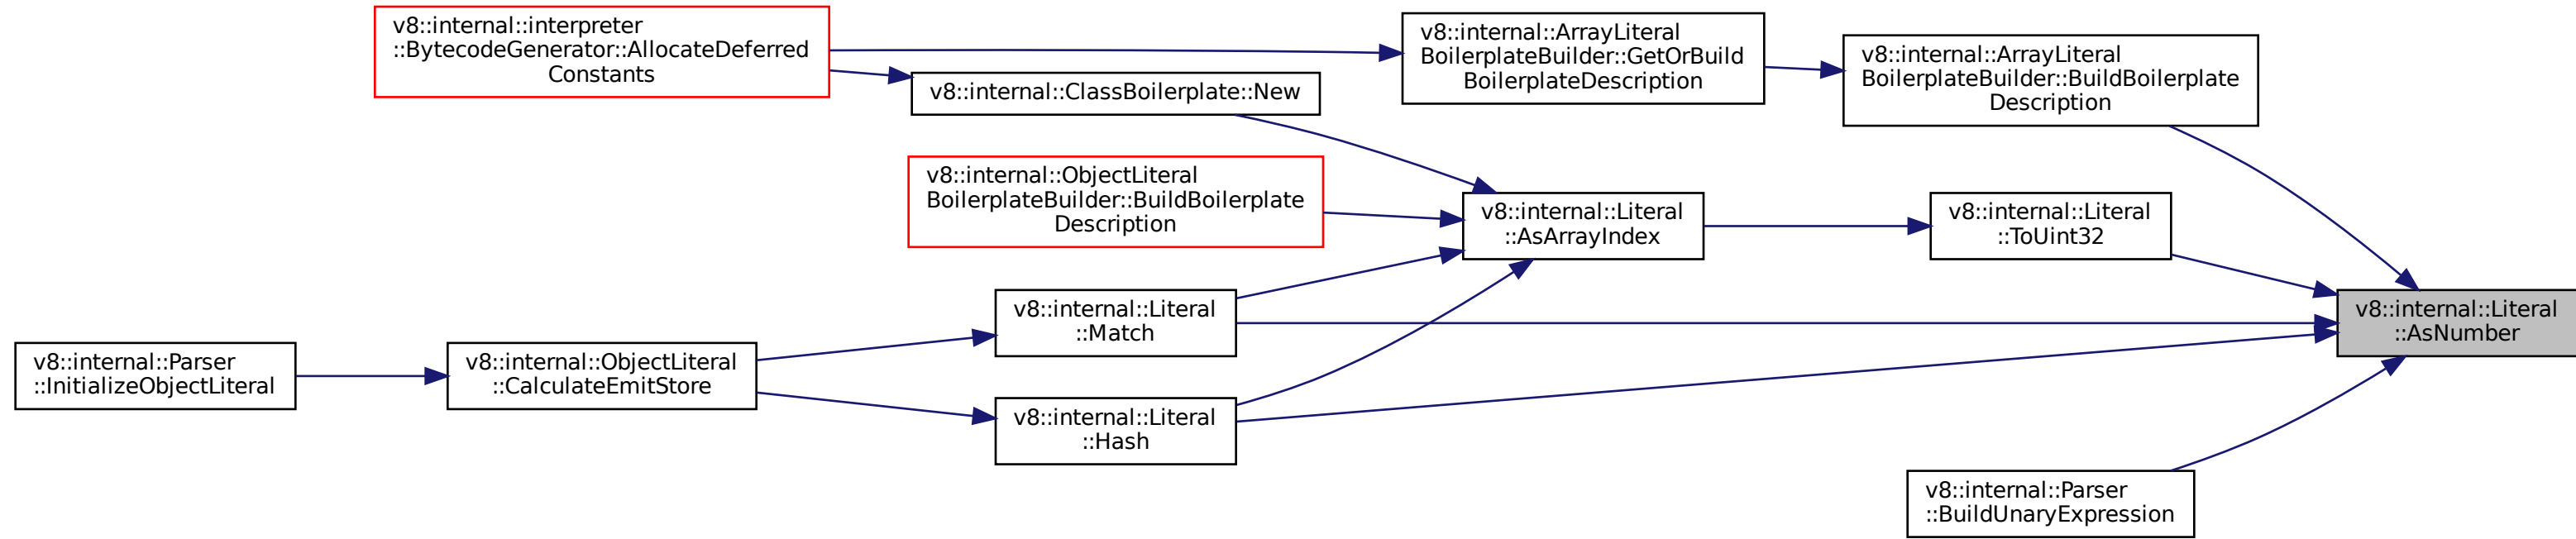 v8::internal::interpreter
::BytecodeGenerator::AllocateDeferred
Constants
v8::internal::ArrayLiteral
BoilerplateBuilder::GetOrBuild
BoilerplateDescription
v8::internal::ArrayLiteral
BoilerplateBuilder::BuildBoilerplate
Description
v8::internal::ClassBoilerplate::New
v8::internal::ObjectLiteral
BoilerplateBuilder::BuildBoilerplate
Description
v8::internal::Literal
::AsArrayIndex
v8::internal::Literal
::ToUint32
v8::internal::Literal
::Match
v8::internal::Literal
::AsNumber
v8::internal::Parser
::InitializeObjectLiteral
v8::internal::ObjectLiteral
::CalculateEmitStore
v8::internal::Literal
::Hash
v8::internal::Parser
::BuildUnaryExpression